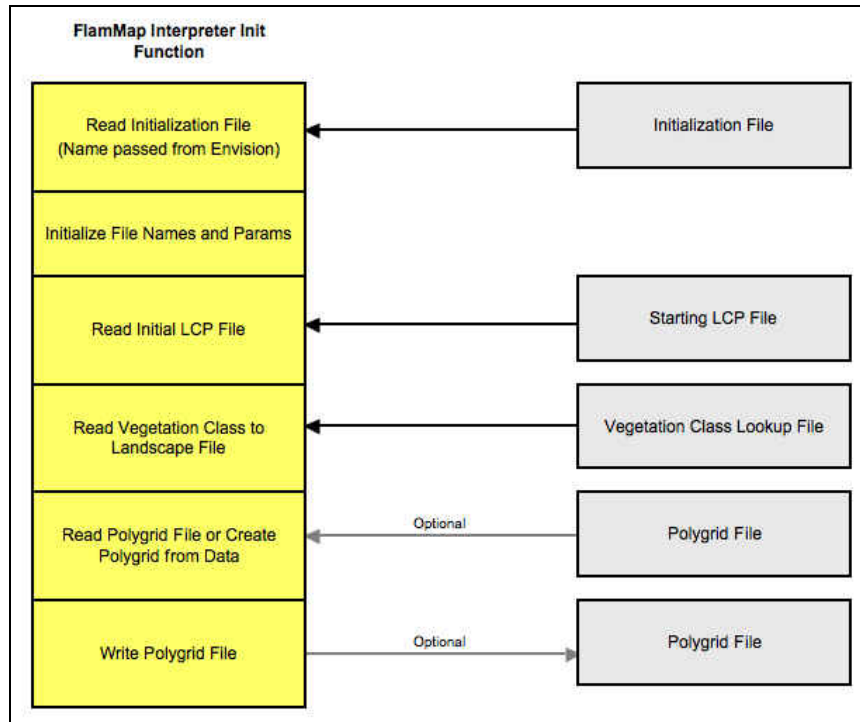 FlamMap Interpreter Init
Function
Read Initialization File
(Name passed from Envision)
Initialization File
Initialize File Names and Params
Read Initial LCP File
Starting LCP File
Read Vegetation Class to
Landscape File
Vegetation Class Lookup File
Read Polygrid File or Create
Polygrid from Data
Optional
Polygrid File
Write Polygrid File
Optional
Polygrid File